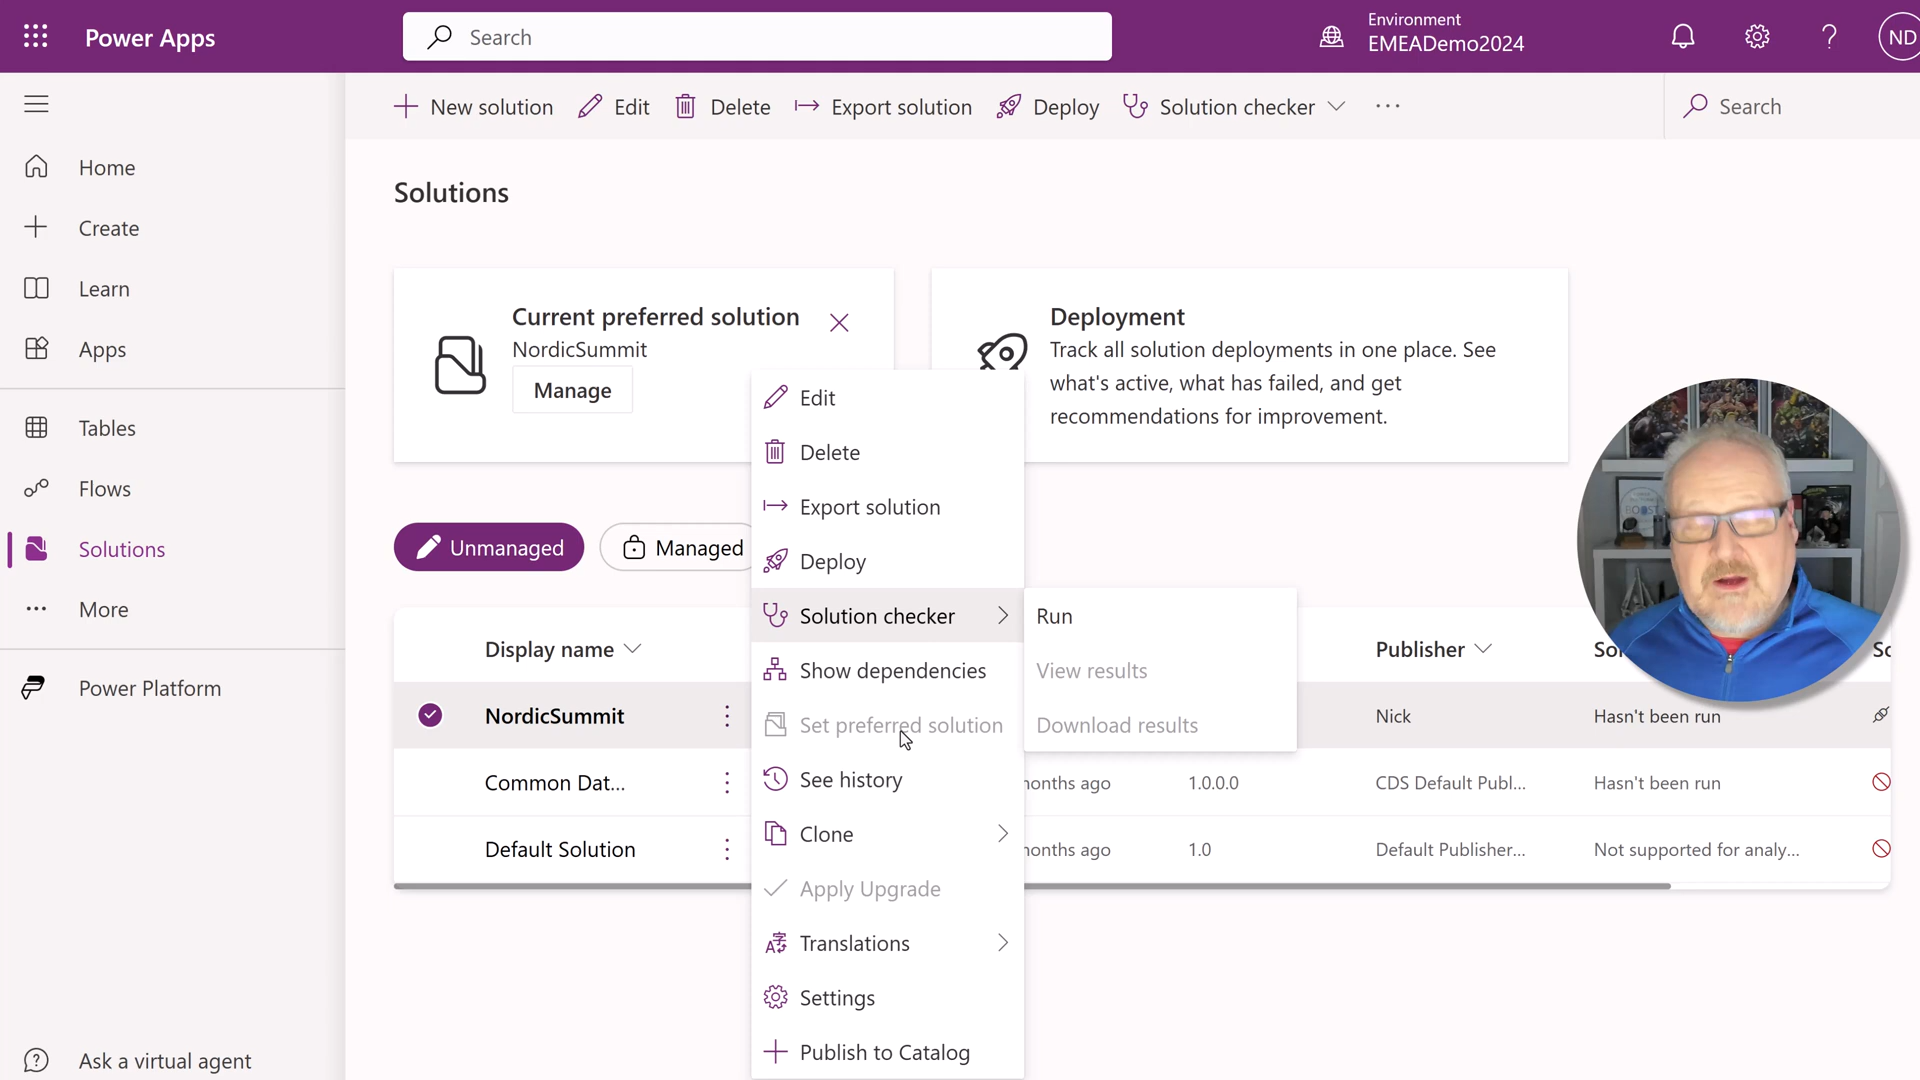 Power Apps
Search
Environment
EMEADemo2024
ND
New solution
Edit
Delete
Export solution
Deploy
Solution checker
Search
Home
Create
Learn
Apps
Tables
Flows
Solutions
More
Power Platform
Ask a virtual agent
Solutions
Current preferred solution
NordicSummit
Manage
Deployment
Track all solution deployments in one place. See
what's active, what has failed, and get
recommendations for improvement.
Unmanaged
Managed
Edit
Delete
Export solution
Deploy
Solution checker
Show dependencies
Set preferred solution
See history
Clone
Apply Upgrade
Translations
Settings
Publish to Catalog
Run
View results
Download results
Display name
Publisher
NordicSummit
Nick
Hasn't been run
Common Dat...
months ago
1.0.0.0
CDS Default Publ...
Hasn't been run
Default Solution
months ago
1.0
Default Publisher...
Not supported for analy...